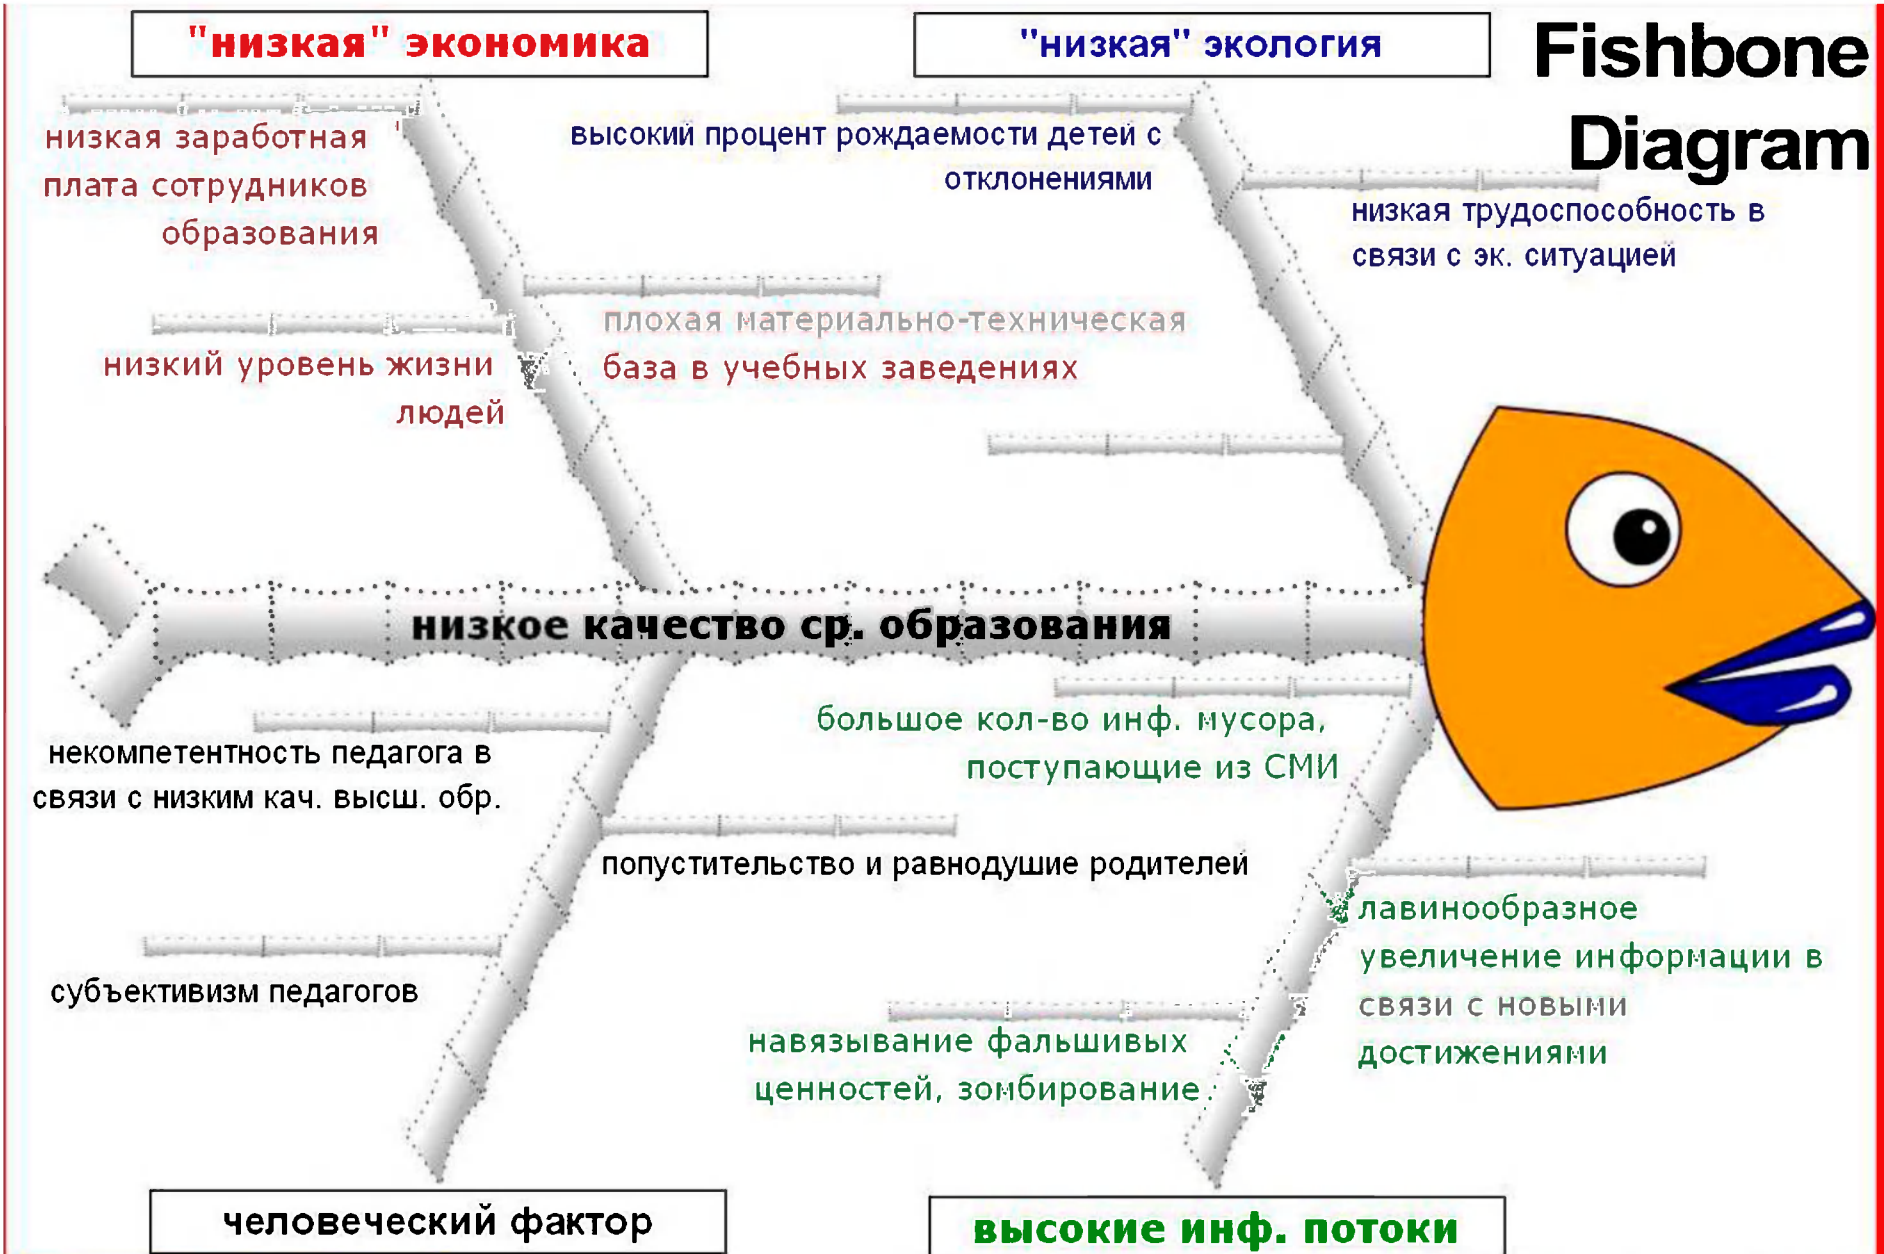 "низкая" экономика
"низкая" экология
Fishbone
Diagram
низкая заработная
плата сотрудников
образования
высокий процент рождаемости детей с
отклонениями
низкая трудоспособность в
связи с эк. ситуацией
плохая материально-техническая
база в учебных заведениях
низкий уровень жизни
людей
низкое качество ср. образования
некомпетентность педагога в
связи с низким кач. высш. обр.
большое кол-во инф. мусора,
поступающие из СМИ
попустительство и равнодушие родителей
лавинообразное
увеличение информации в
связи с новыми
достижениями
субъективизм педагогов
навязывание фальшивых
ценностей, зомбирование.
человеческий фактор
высокие инф. потоки